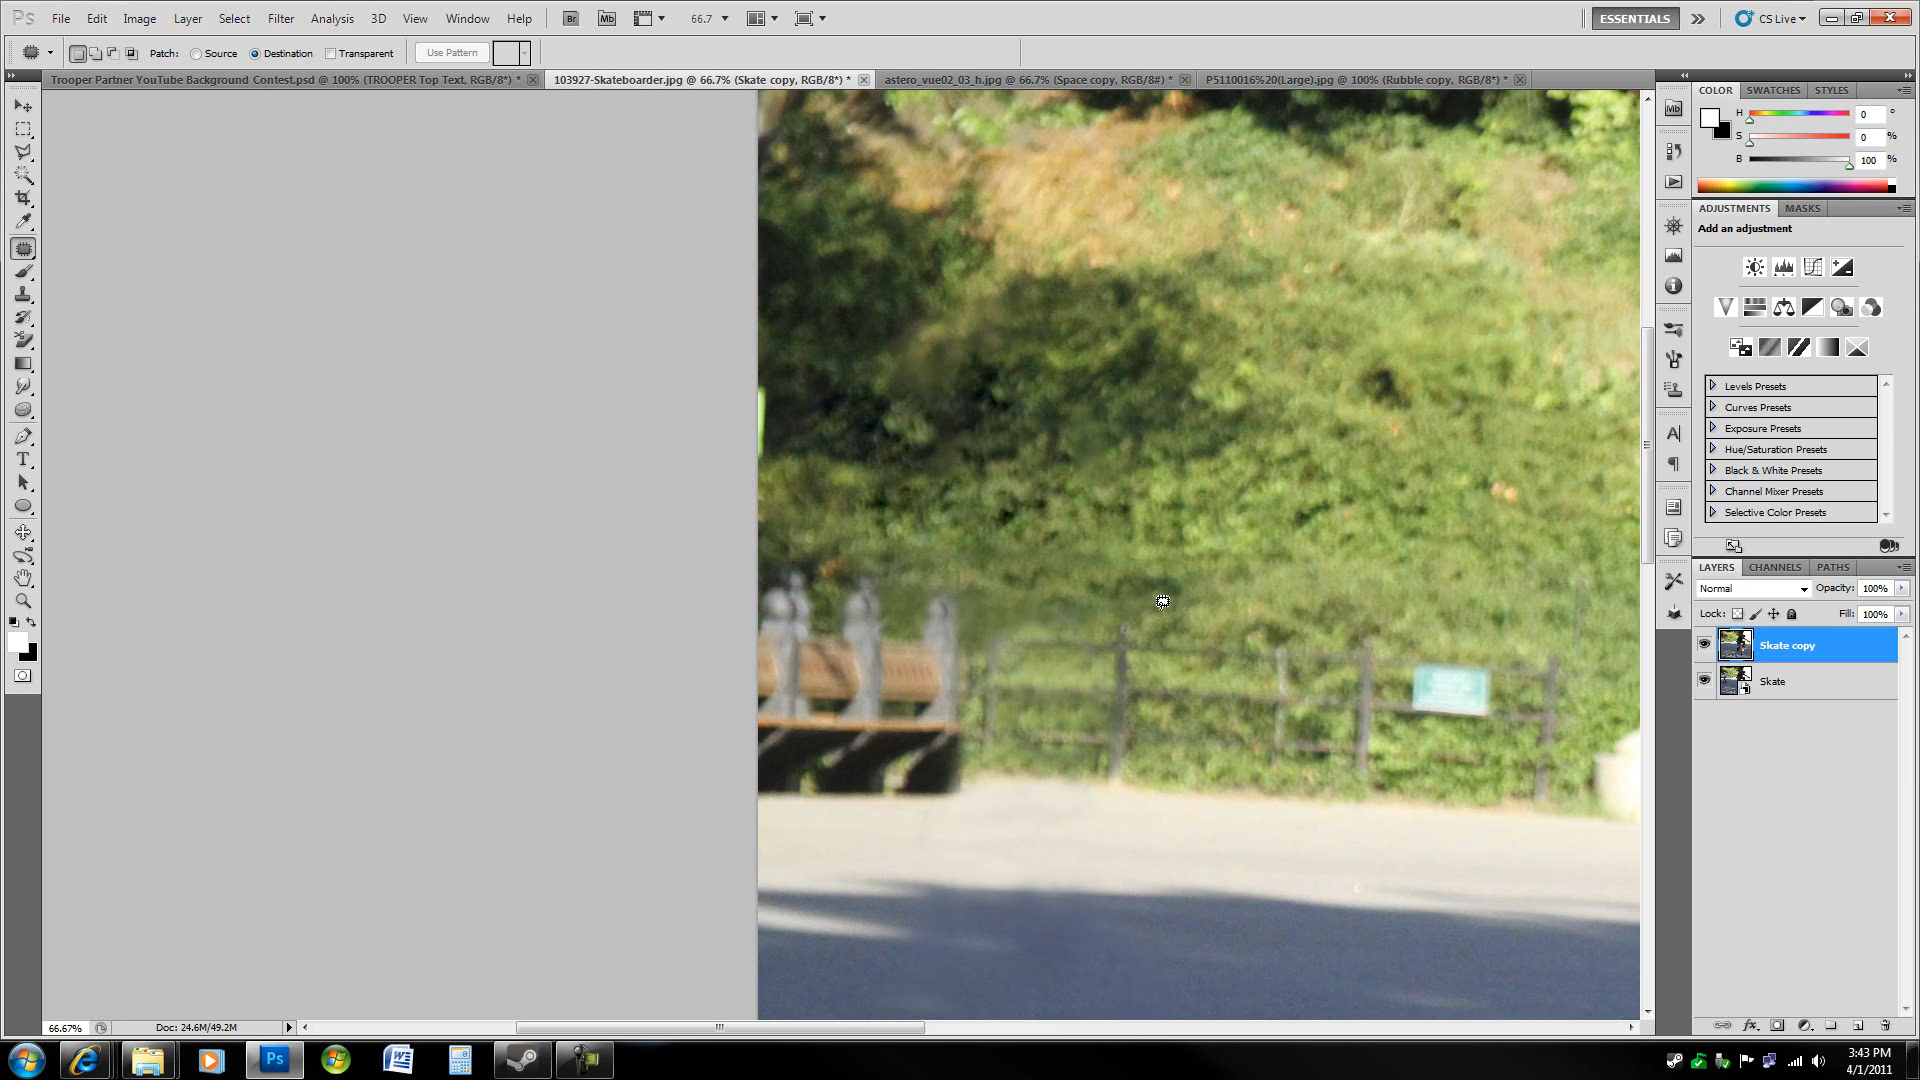 Ps File Edit Image Layer Select Filter Analysis 3D View Window Help Br Mb 66.7 ESSENTIALS CS Live
Patch: Source Destination Transparent Use Pattern
Trooper Partner YouTube Background Contest.psd @ 100% (TROOPER Top Text, RGB/8*) * 103927-Skateboarder.jpg @ 66.7% (Skate copy, RGB/8*) * astero_vue02_03_h.jpg @ 66.7% (Space copy, RGB/8#) * P5110016%20(Large).jpg @ 100% (Rubble copy, RGB/8*) *
Mb
COLOR SWATCHES STYLES
H 0 °
S 0 %
B 100 %
ADJUSTMENTS MASKS
Add an adjustment
Levels Presets
Curves Presets
Exposure Presets
Hue/Saturation Presets
Black & White Presets
Channel Mixer Presets
Selective Color Presets
LAYERS CHANNELS PATHS
Normal Opacity: 100%
Lock: Fill: 100%
Skate copy
Skate
66.67% Doc: 24.6M/49.2M
Ps
3:43 PM
4/1/2011